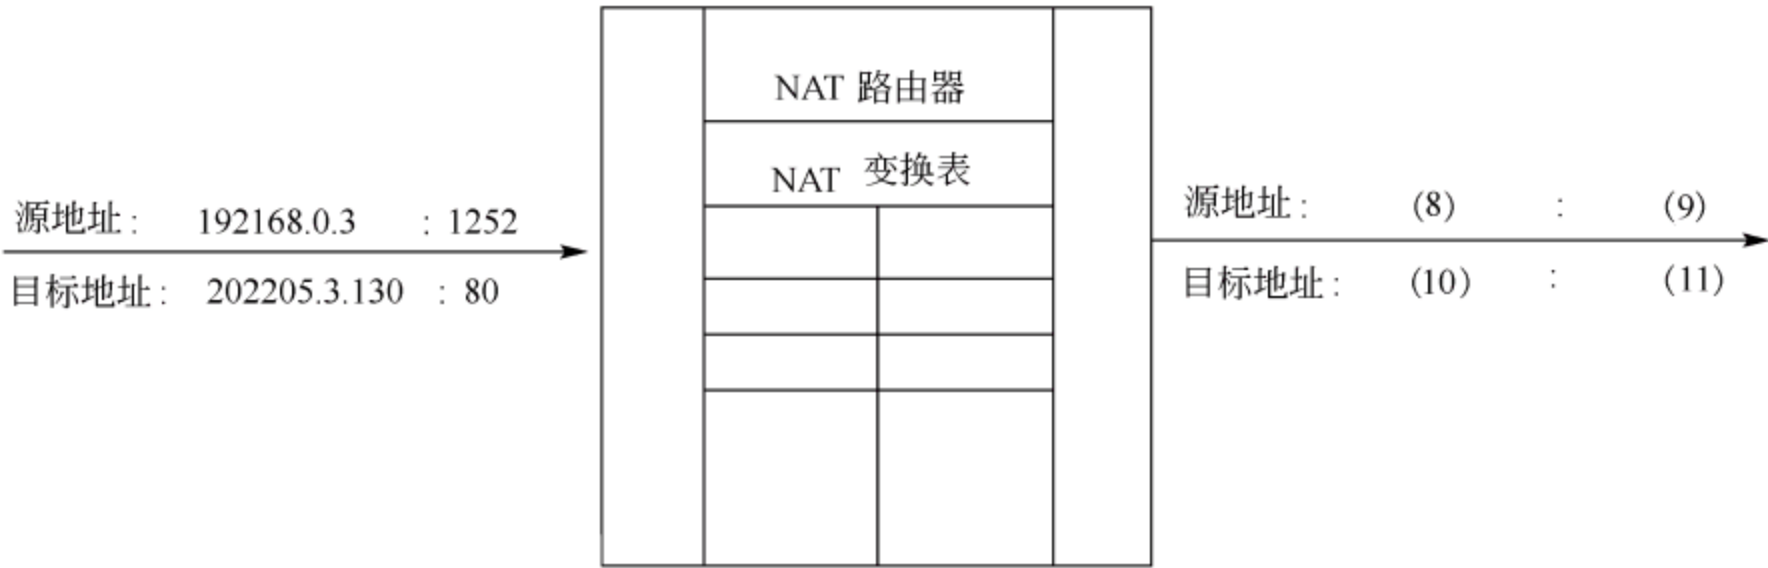 NAT 路由器
NAT 变换表
源地址: 192168.0.3 : 1252
目标地址: 202205.3.130 : 80
源地址: (8) : (9)
目标地址: (10) : (11)